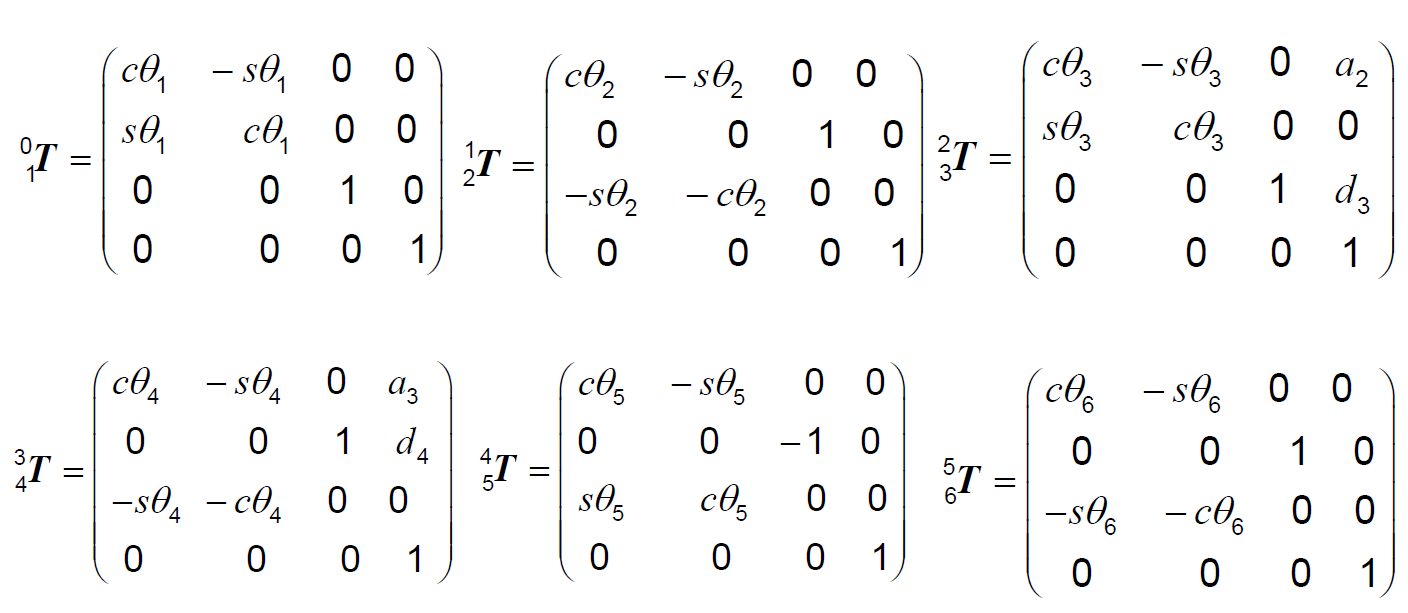 ⁰₁T = ( cθ₁ −sθ₁ 0 0 ; sθ₁ cθ₁ 0 0 ; 0 0 1 0 ; 0 0 0 1 )
¹₂T = ( cθ₂ −sθ₂ 0 0 ; 0 0 1 0 ; −sθ₂ −cθ₂ 0 0 ; 0 0 0 1 )
²₃T = ( cθ₃ −sθ₃ 0 a₂ ; sθ₃ cθ₃ 0 0 ; 0 0 1 d₃ ; 0 0 0 1 )
³₄T = ( cθ₄ −sθ₄ 0 a₃ ; 0 0 1 d₄ ; −sθ₄ −cθ₄ 0 0 ; 0 0 0 1 )
⁴₅T = ( cθ₅ −sθ₅ 0 0 ; 0 0 −1 0 ; sθ₅ cθ₅ 0 0 ; 0 0 0 1 )
⁵₆T = ( cθ₆ −sθ₆ 0 0 ; 0 0 1 0 ; −sθ₆ −cθ₆ 0 0 ; 0 0 0 1 )